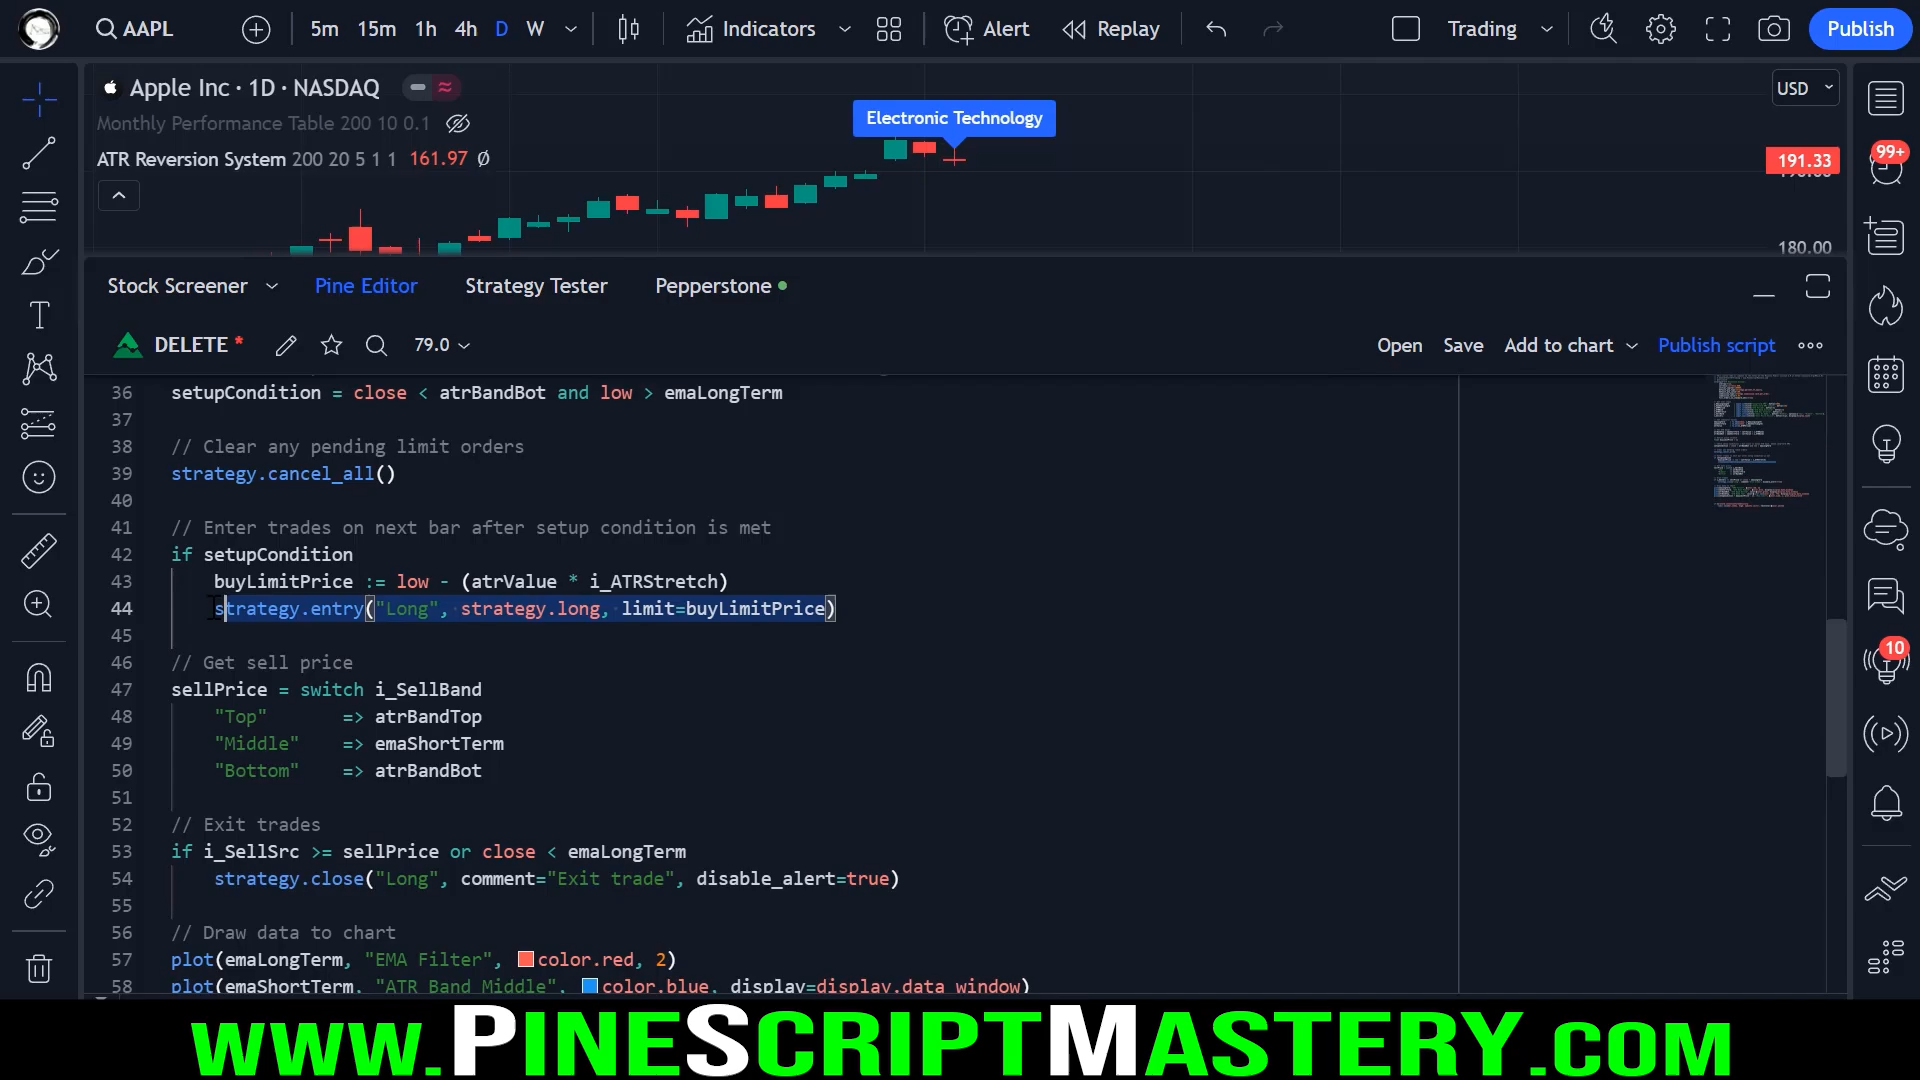 AAPL
5m 15m 1h 4h D W
Indicators
Alert
Replay
Trading
Publish
Apple Inc · 1D · NASDAQ
USD
Monthly Performance Table 200 10 0.1
Electronic Technology
ATR Reversion System 200 20 5 1 1 161.97 Ø
191.33
180.00
99+
10
Stock Screener
Pine Editor
Strategy Tester
Pepperstone
DELETE *
79.0
Open
Save
Add to chart
Publish script
36 setupCondition = close < atrBandBot and low > emaLongTerm
37
38 // Clear any pending limit orders
39 strategy.cancel_all()
40
41 // Enter trades on next bar after setup condition is met
42 if setupCondition
43 buyLimitPrice := low - (atrValue * i_ATRStretch)
44 strategy.entry("Long", strategy.long, limit=buyLimitPrice)
45
46 // Get sell price
47 sellPrice = switch i_SellBand
48 "Top" => atrBandTop
49 "Middle" => emaShortTerm
50 "Bottom" => atrBandBot
51
52 // Exit trades
53 if i_SellSrc >= sellPrice or close < emaLongTerm
54 strategy.close("Long", comment="Exit trade", disable_alert=true)
55
56 // Draw data to chart
57 plot(emaLongTerm, "EMA Filter", color.red, 2)
58 plot(emaShortTerm, "ATR Band Middle", color.blue, display=display.data_window)
www.PineScriptMastery.com